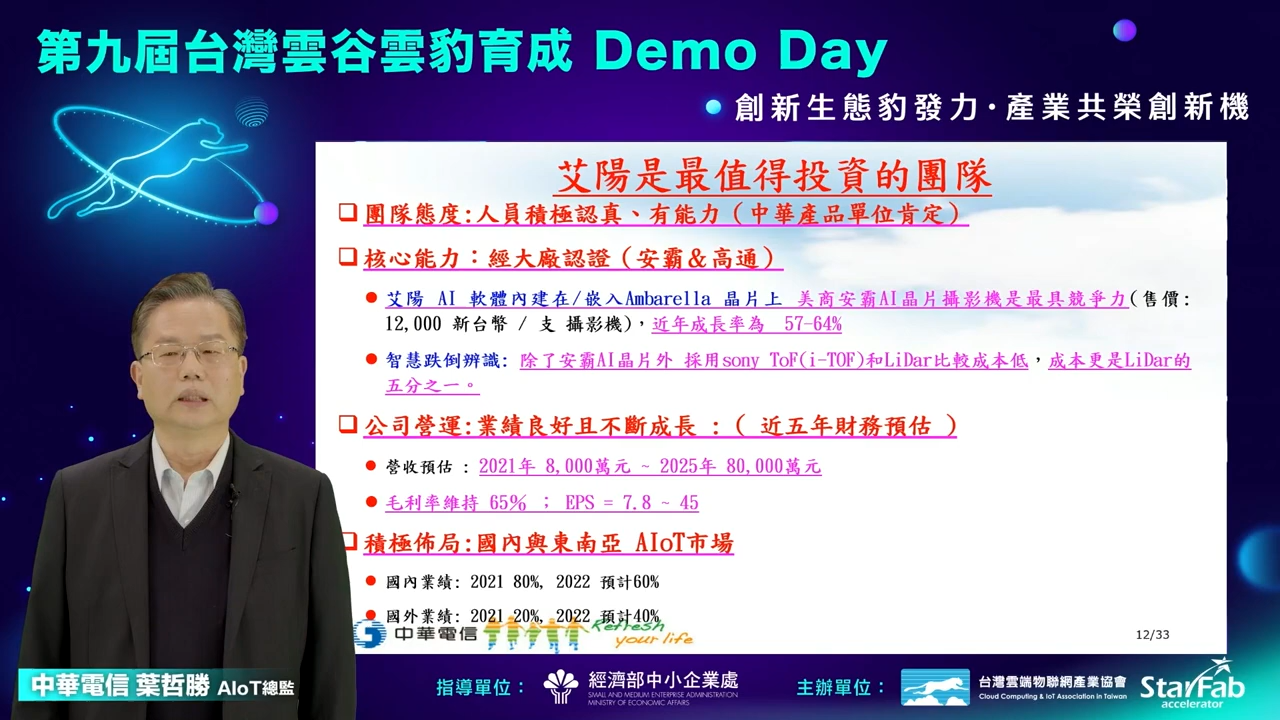 第九屆台灣雲谷雲豹育成 Demo Day
創新生態豹發力・產業共榮創新機
艾陽是最值得投資的團隊
團隊態度:人員積極認真、有能力（中華產品單位肯定）
核心能力：經大廠認證（安霸＆高通）
艾陽 AI 軟體內建在/嵌入Ambarella 晶片上 美商安霸AI晶片攝影機是最具競爭力(售價:
12,000 新台幣 / 支 攝影機)，近年成長率為 57-64%
智慧跌倒辨識: 除了安霸AI晶片外 採用sony ToF(i-TOF)和LiDar比較成本低，成本更是LiDar的
五分之一。
公司營運:業績良好且不斷成長 :（ 近五年財務預估 ）
營收預估 : 2021年 8,000萬元 ~ 2025年 80,000萬元
毛利率維持 65% ; EPS = 7.8 ~ 45
積極佈局:國內與東南亞 AIoT市場
國內業績: 2021 80%, 2022 預計60%
國外業績: 2021 20%, 2022 預計40%
中華電信 Refresh your life
12/33
中華電信 葉哲勝 AIoT總監
指導單位： 經濟部中小企業處
SMALL AND MEDIUM ENTERPRISE ADMINISTRATION
MINISTRY OF ECONOMIC AFFAIRS
主辦單位： 台灣雲端物聯網產業協會
Cloud Computing & IoT Association in Taiwan
StarFab
accelerator